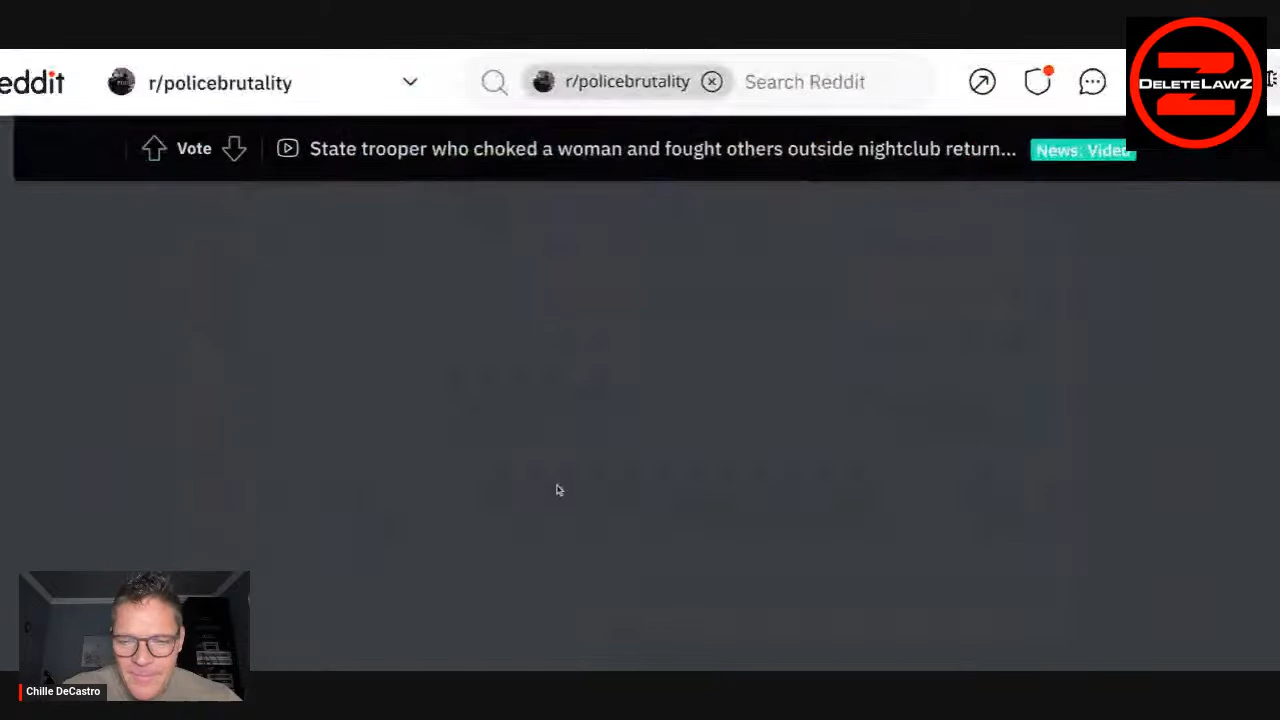 eddit
r/policebrutality
r/policebrutality
Search Reddit
DELETELAWZ
Vote
State trooper who choked a woman and fought others outside nightclub return...
News: Video
Chille DeCastro